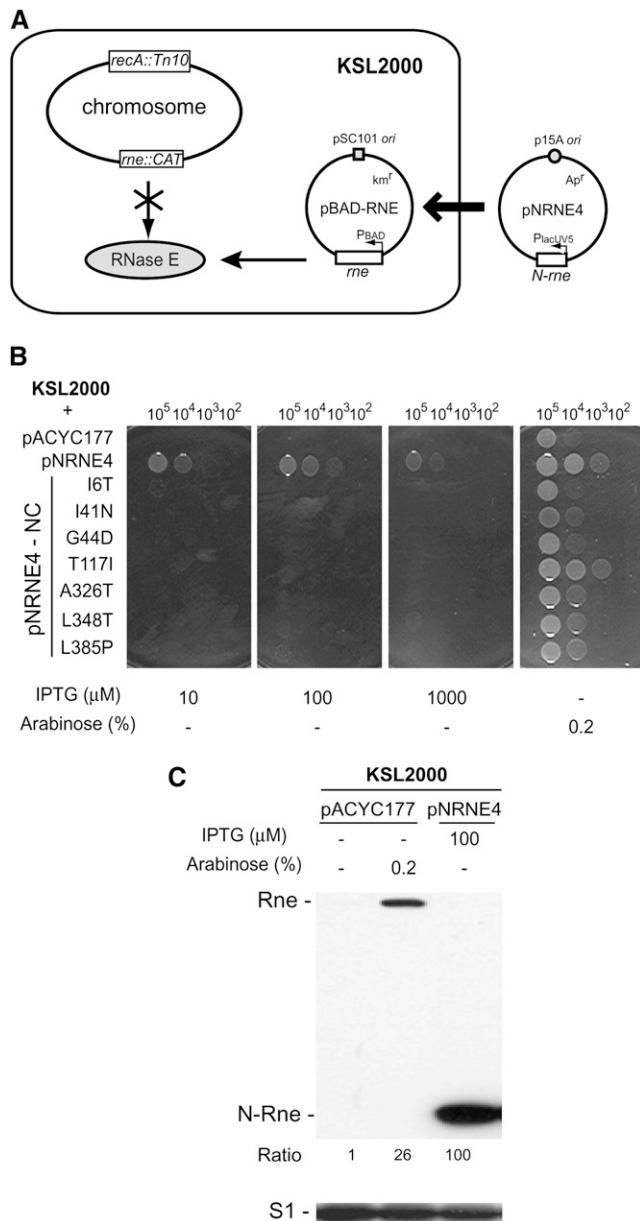 A
KSL2000
recA::Tn10
chromosome
rne::CAT
RNase E
pSC101 ori
kmr
pBAD-RNE
PBAD
rne
p15A ori
Apr
pNRNE4
PlacUV5
N-rne
B
KSL2000
+
10⁵ 10⁴ 10³ 10² 10⁵ 10⁴ 10³ 10² 10⁵ 10⁴ 10³ 10² 10⁵ 10⁴ 10³ 10²
pACYC177
pNRNE4
pNRNE4 - NC
I6T
I41N
G44D
T117I
A326T
L348T
L385P
IPTG (μM) 10 100 1000 -
Arabinose (%) - - - 0.2
C
KSL2000
pACYC177 pNRNE4
IPTG (μM) - - 100
Arabinose (%) - 0.2 -
Rne -
N-Rne -
Ratio 1 26 100
S1 -